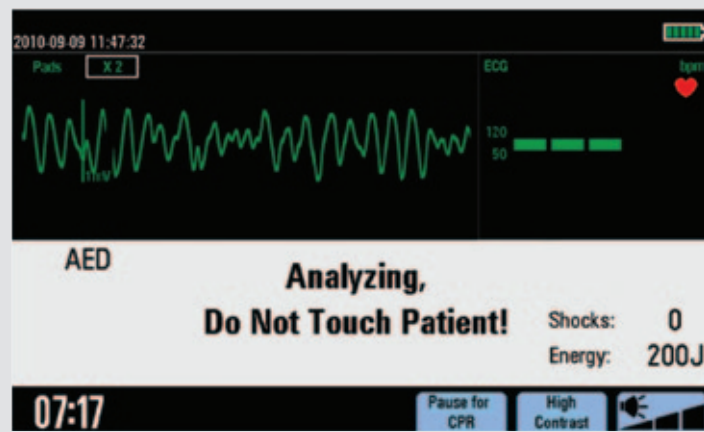 2010-09-09 11:47:32
Pads X 2 ECG bpm
120
50
1mV
AED
Analyzing,
Do Not Touch Patient!
Shocks: 0
Energy: 200J
07:17
Pause for
CPR
High
Contrast